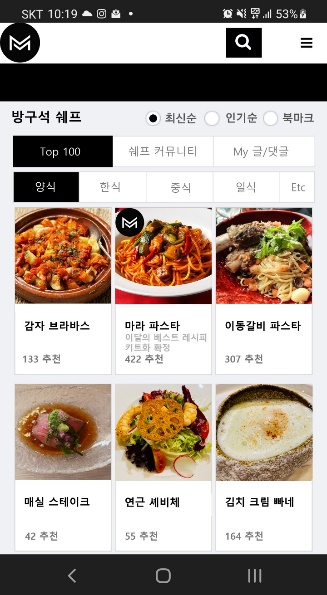 SKT 10:19 53%
방구석 쉐프 최신순 인기순 북마크
Top 100 쉐프 커뮤니티 My 글/댓글
양식 한식 중식 일식 Etc
감자 브라바스 마라 파스타 이동갈비 파스타
이달의 베스트 레시피
키트화 확정
133 추천 422 추천 307 추천
매실 스테이크 연근 세비체 김치 크림 빠네
42 추천 55 추천 164 추천